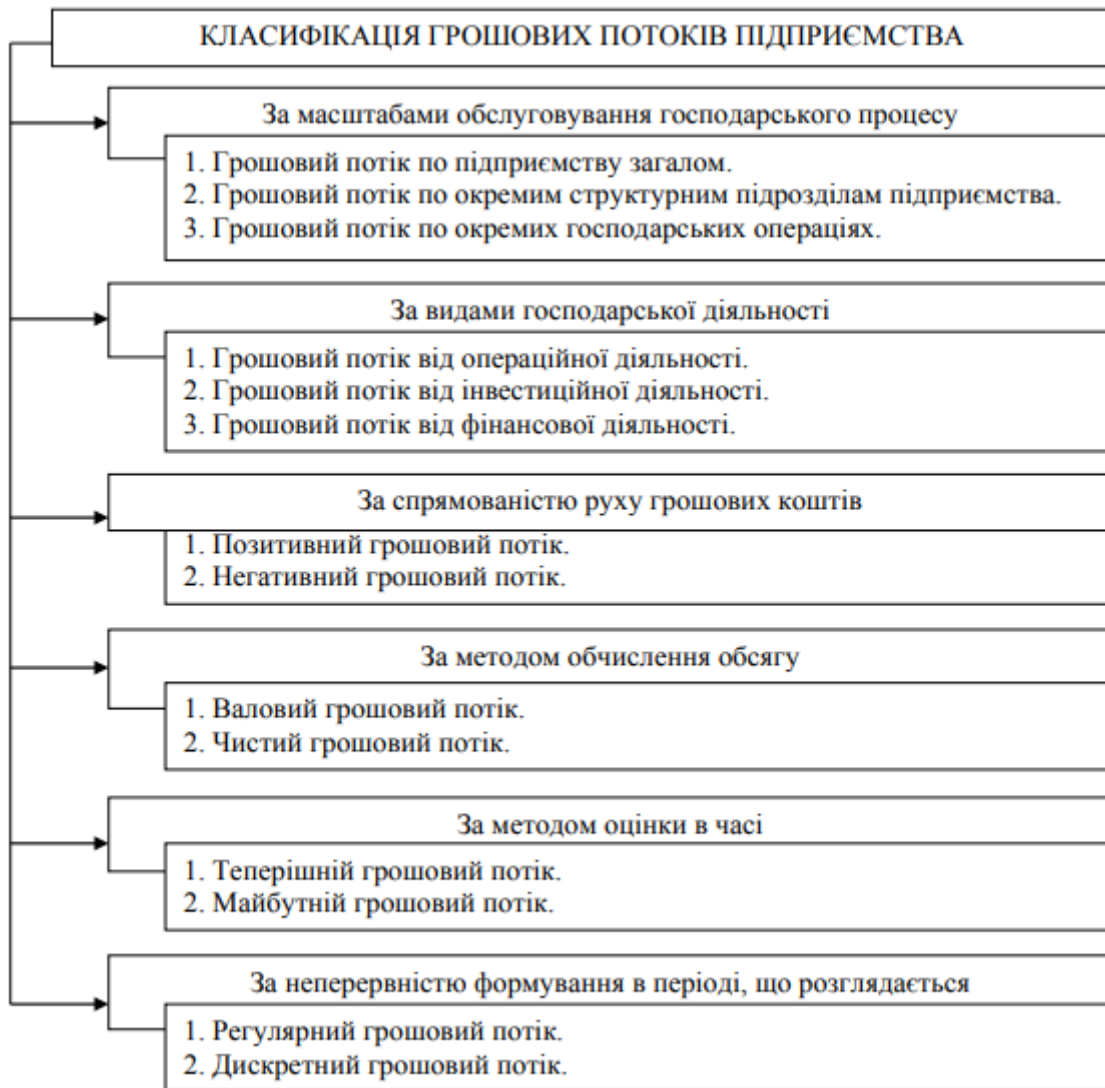 КЛАСИФІКАЦІЯ ГРОШОВИХ ПОТОКІВ ПІДПРИЄМСТВА
За масштабами обслуговування господарського процесу
1. Грошовий потік по підприємству загалом.
2. Грошовий потік по окремим структурним підрозділам підприємства.
3. Грошовий потік по окремих господарських операціях.
За видами господарської діяльності
1. Грошовий потік від операційної діяльності.
2. Грошовий потік від інвестиційної діяльності.
3. Грошовий потік від фінансової діяльності.
За спрямованістю руху грошових коштів
1. Позитивний грошовий потік.
2. Негативний грошовий потік.
За методом обчислення обсягу
1. Валовий грошовий потік.
2. Чистий грошовий потік.
За методом оцінки в часі
1. Теперішній грошовий потік.
2. Майбутній грошовий потік.
За неперервністю формування в періоді, що розглядається
1. Регулярний грошовий потік.
2. Дискретний грошовий потік.